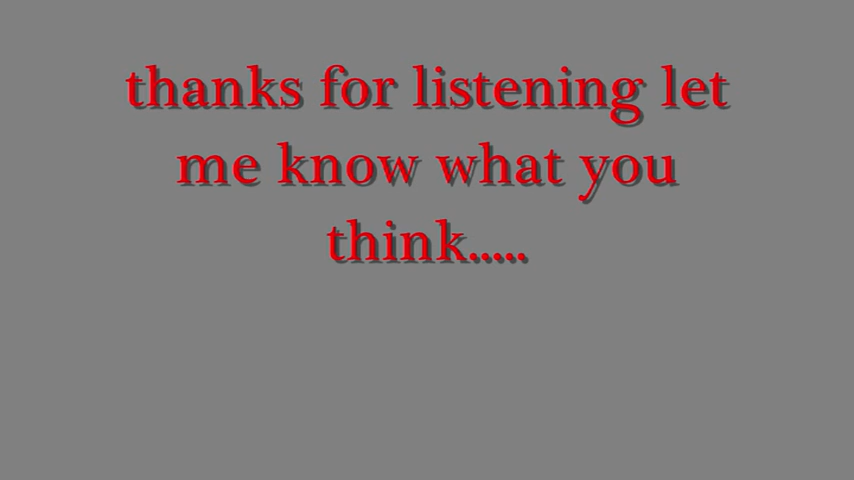 thanks for listening let
me know what you
think.....